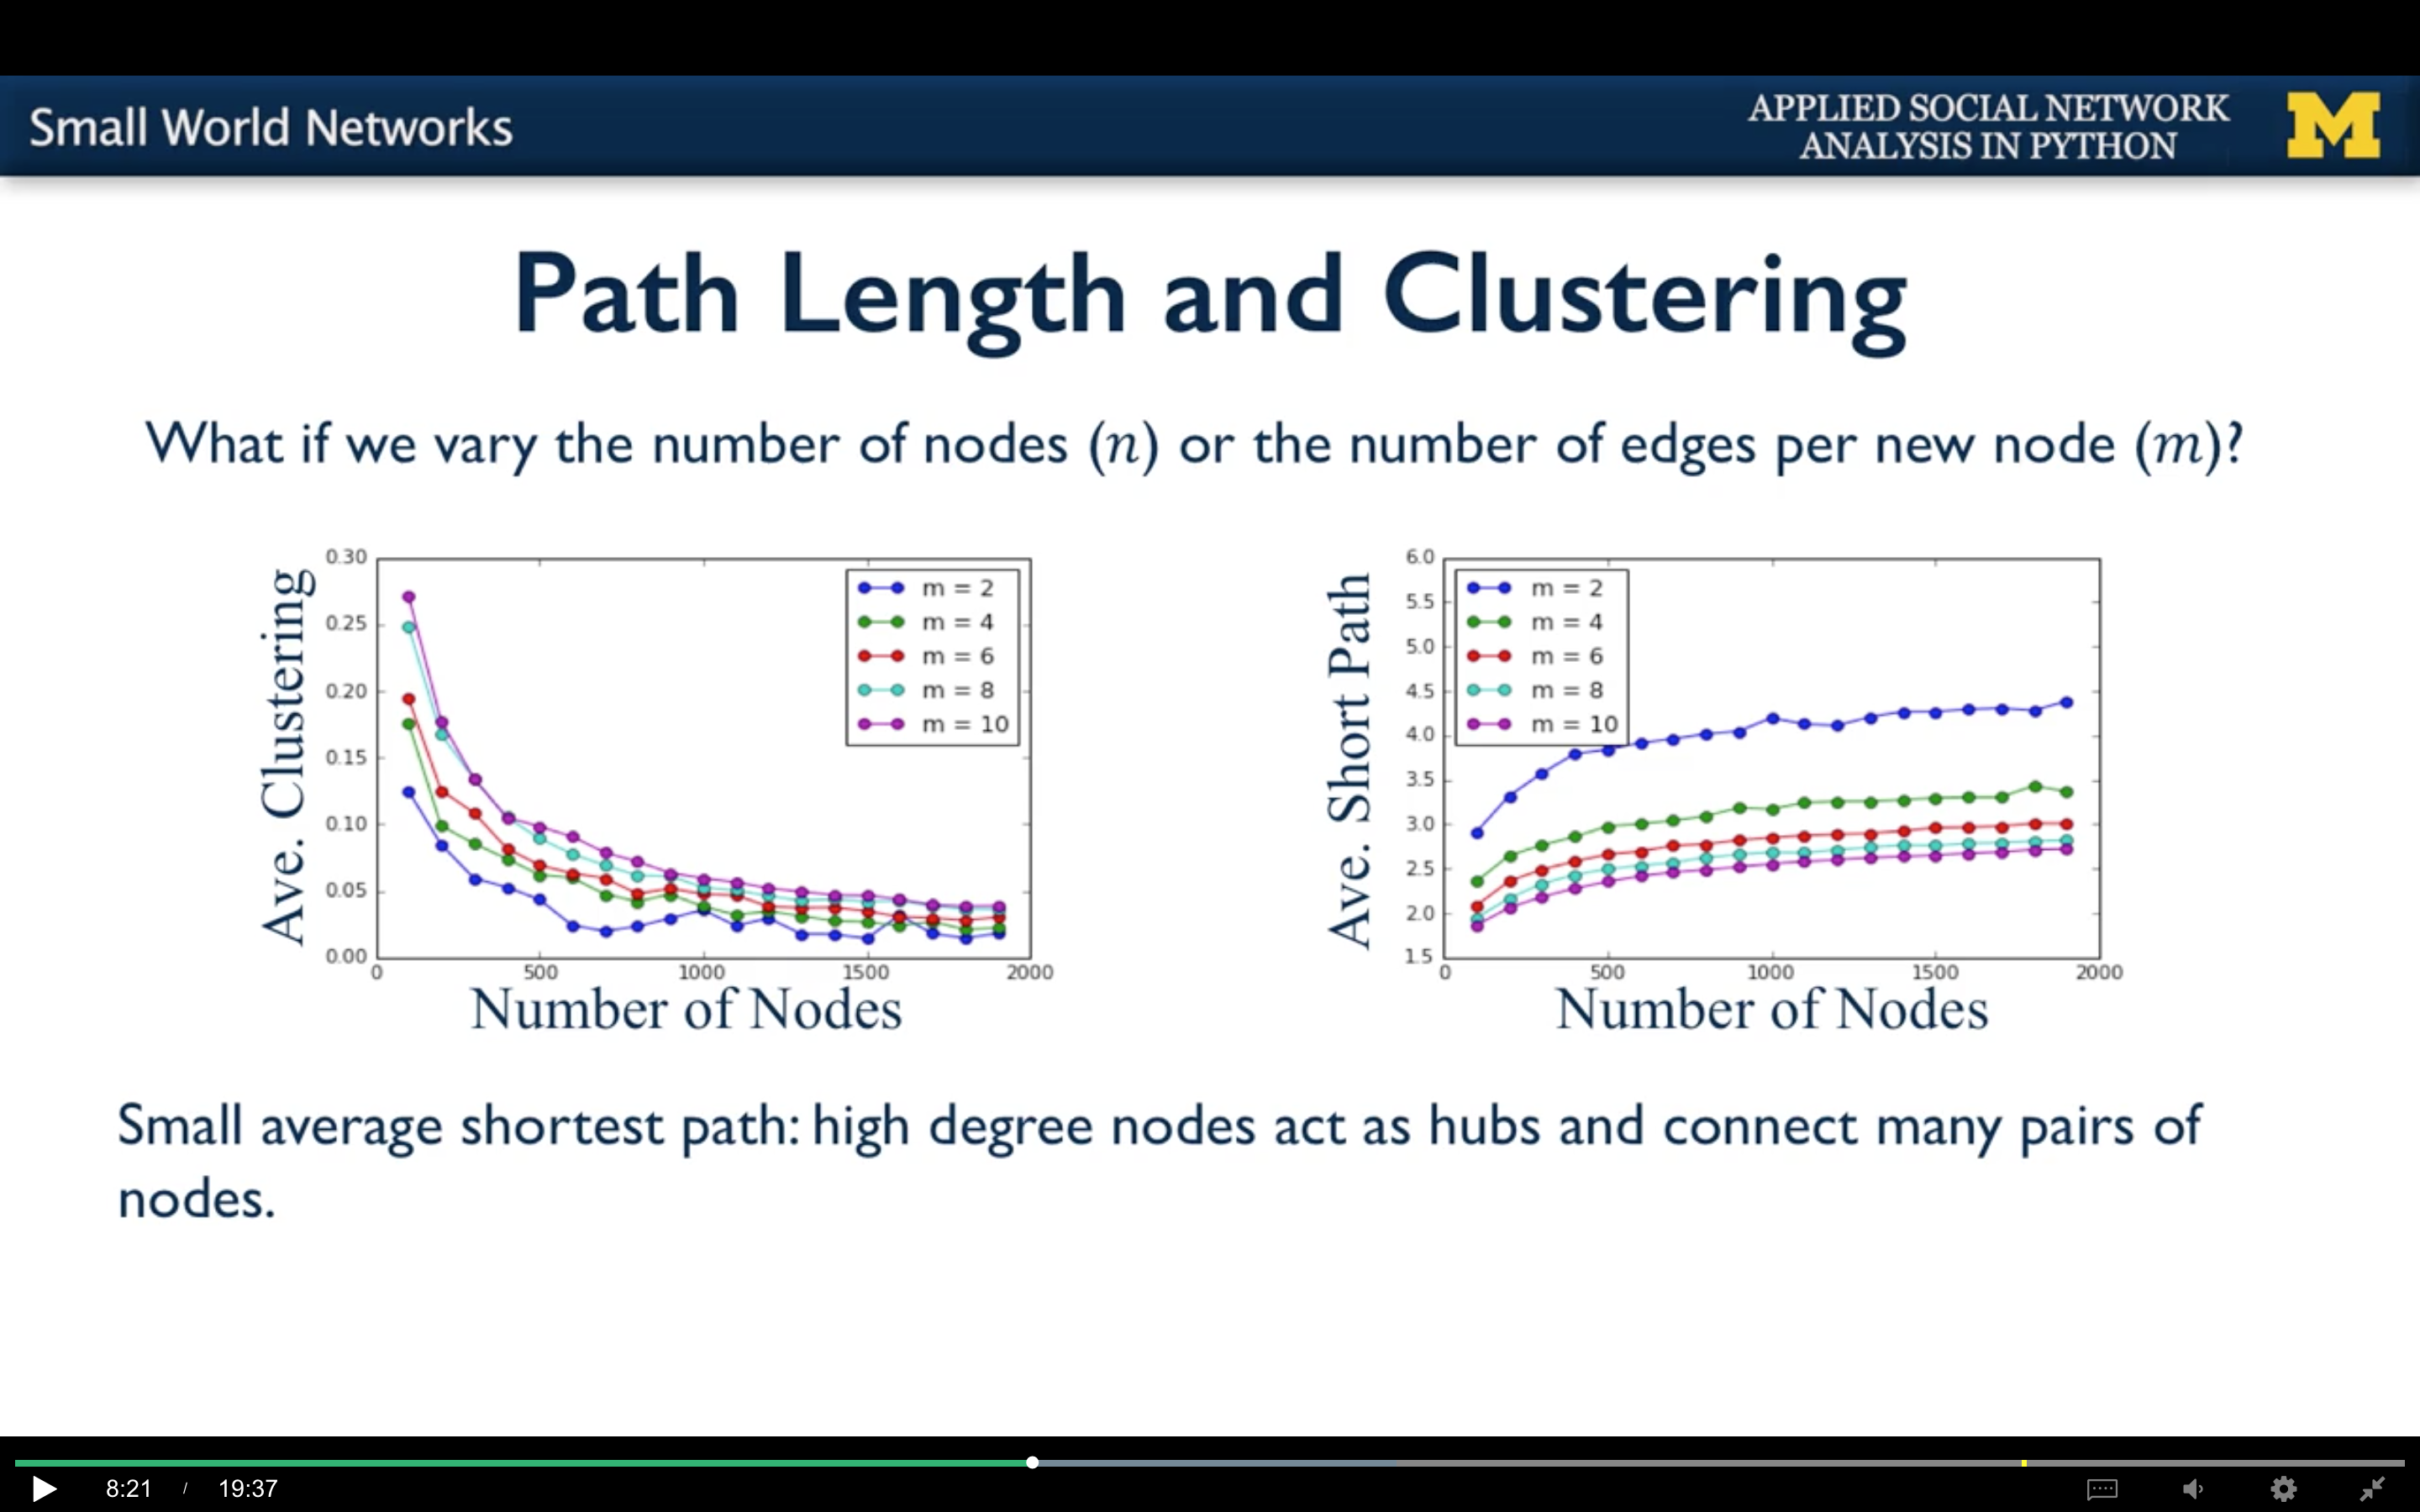 Small World Networks
APPLIED SOCIAL NETWORK
ANALYSIS IN PYTHON
M
Path Length and Clustering
What if we vary the number of nodes (n) or the number of edges per new node (m)?
Ave. Clustering
0.30
0.25
0.20
0.15
0.10
0.05
0.00
m = 2
m = 4
m = 6
m = 8
m = 10
0 500 1000 1500 2000
Number of Nodes
Ave. Short Path
6.0
5.5
5.0
4.5
4.0
3.5
3.0
2.5
2.0
1.5
m = 2
m = 4
m = 6
m = 8
m = 10
0 500 1000 1500 2000
Number of Nodes
Small average shortest path: high degree nodes act as hubs and connect many pairs of
nodes.
8:21 / 19:37